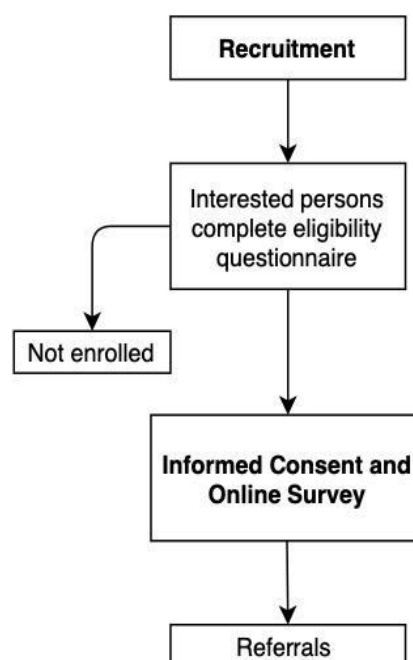 Recruitment
Interested persons
complete eligibility
questionnaire
Not enrolled
Informed Consent and
Online Survey
Referrals